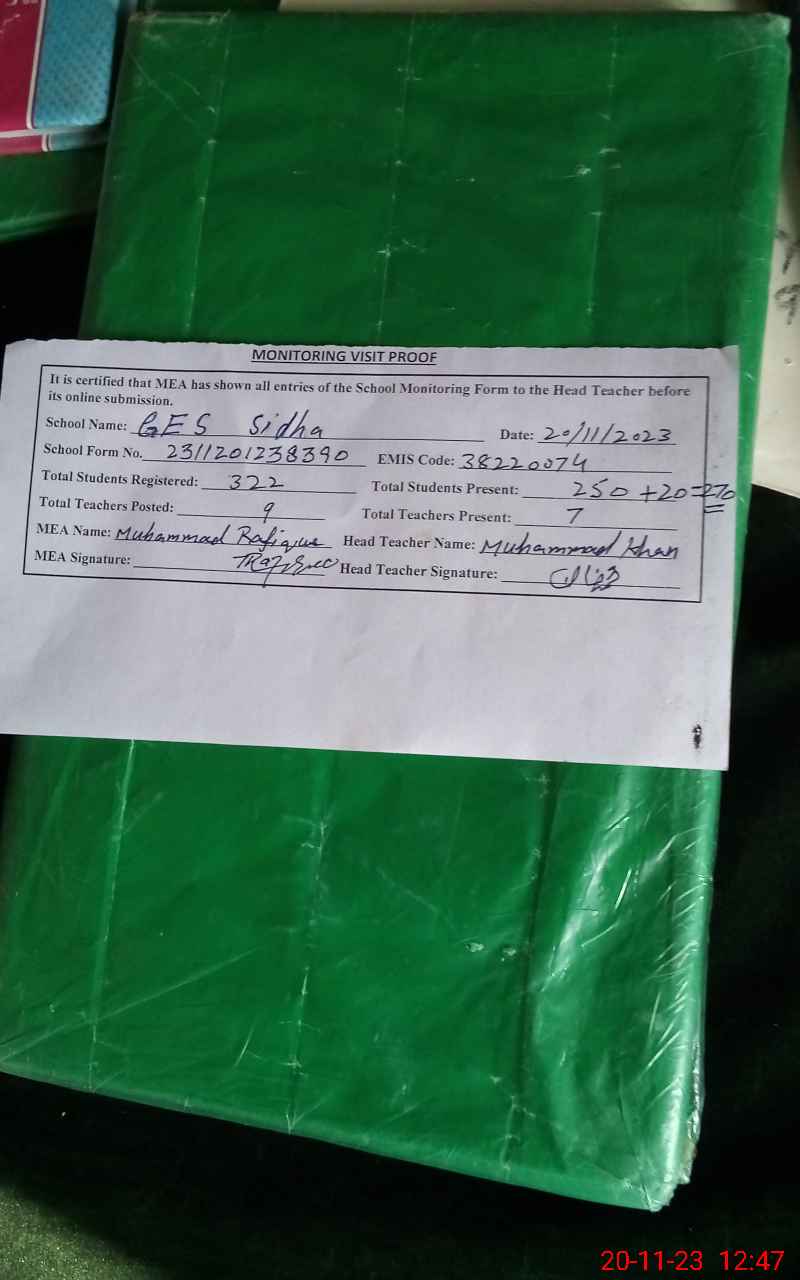 MONITORING VISIT PROOF
It is certified that MEA has shown all entries of the School Monitoring Form to the Head Teacher before
its online submission.
School Name: GES Sidha Date: 20/11/2023
School Form No. 2311201238390 EMIS Code: 38220074
Total Students Registered: 322 Total Students Present: 250 + 20 = 270
Total Teachers Posted: 9 Total Teachers Present: 7
MEA Name: Muhammad Rafique Head Teacher Name: Muhammad Khan
MEA Signature: Head Teacher Signature:
20-11-23 12:47